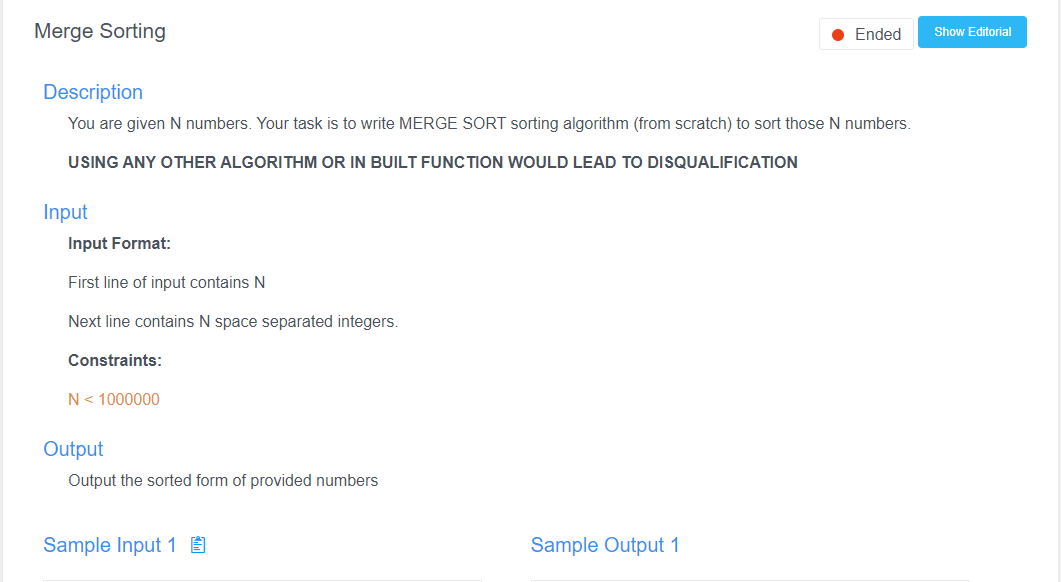 Merge Sorting
Ended
Show Editorial
Description
You are given N numbers. Your task is to write MERGE SORT sorting algorithm (from scratch) to sort those N numbers.
USING ANY OTHER ALGORITHM OR IN BUILT FUNCTION WOULD LEAD TO DISQUALIFICATION
Input
Input Format:
First line of input contains N
Next line contains N space separated integers.
Constraints:
N < 1000000
Output
Output the sorted form of provided numbers
Sample Input 1
Sample Output 1